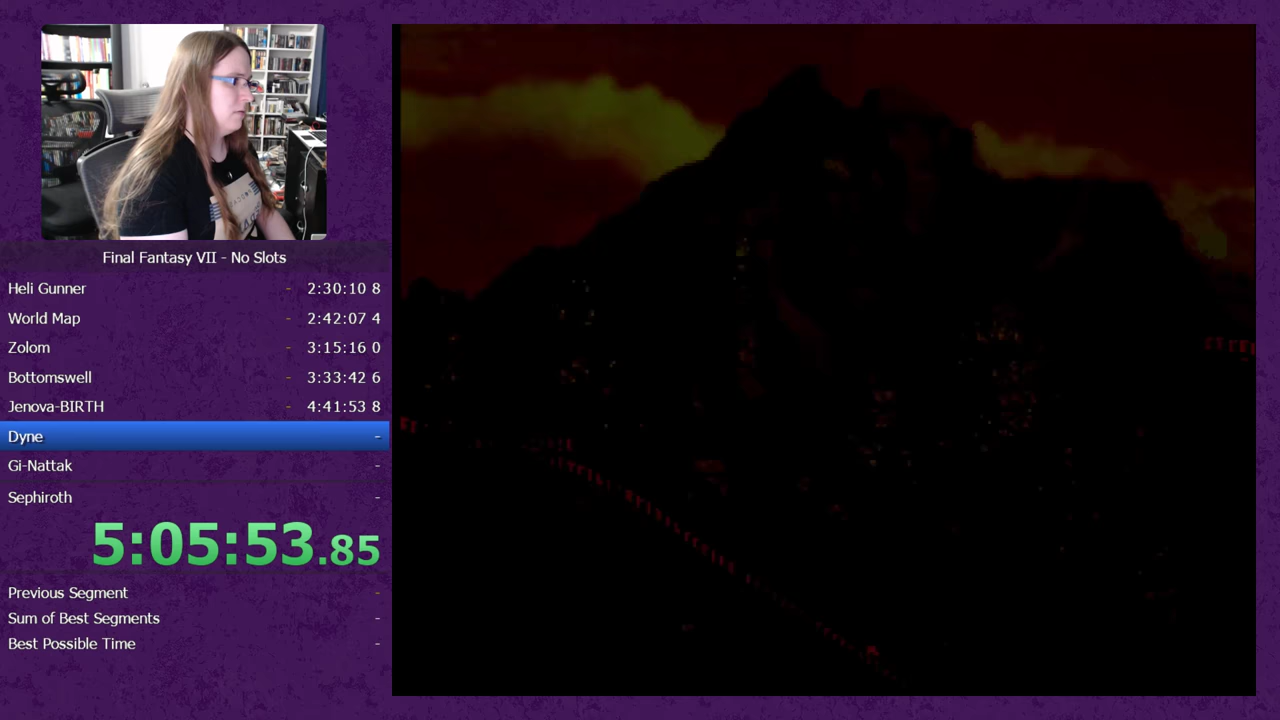 Final Fantasy VII - No Slots
Heli Gunner - 2:30:10 8
World Map - 2:42:07 4
Zolom - 3:15:16 0
Bottomswell - 3:33:42 6
Jenova-BIRTH - 4:41:53 8
Dyne -
Gi-Nattak -
Sephiroth -
5:05:53.85
Previous Segment -
Sum of Best Segments -
Best Possible Time -